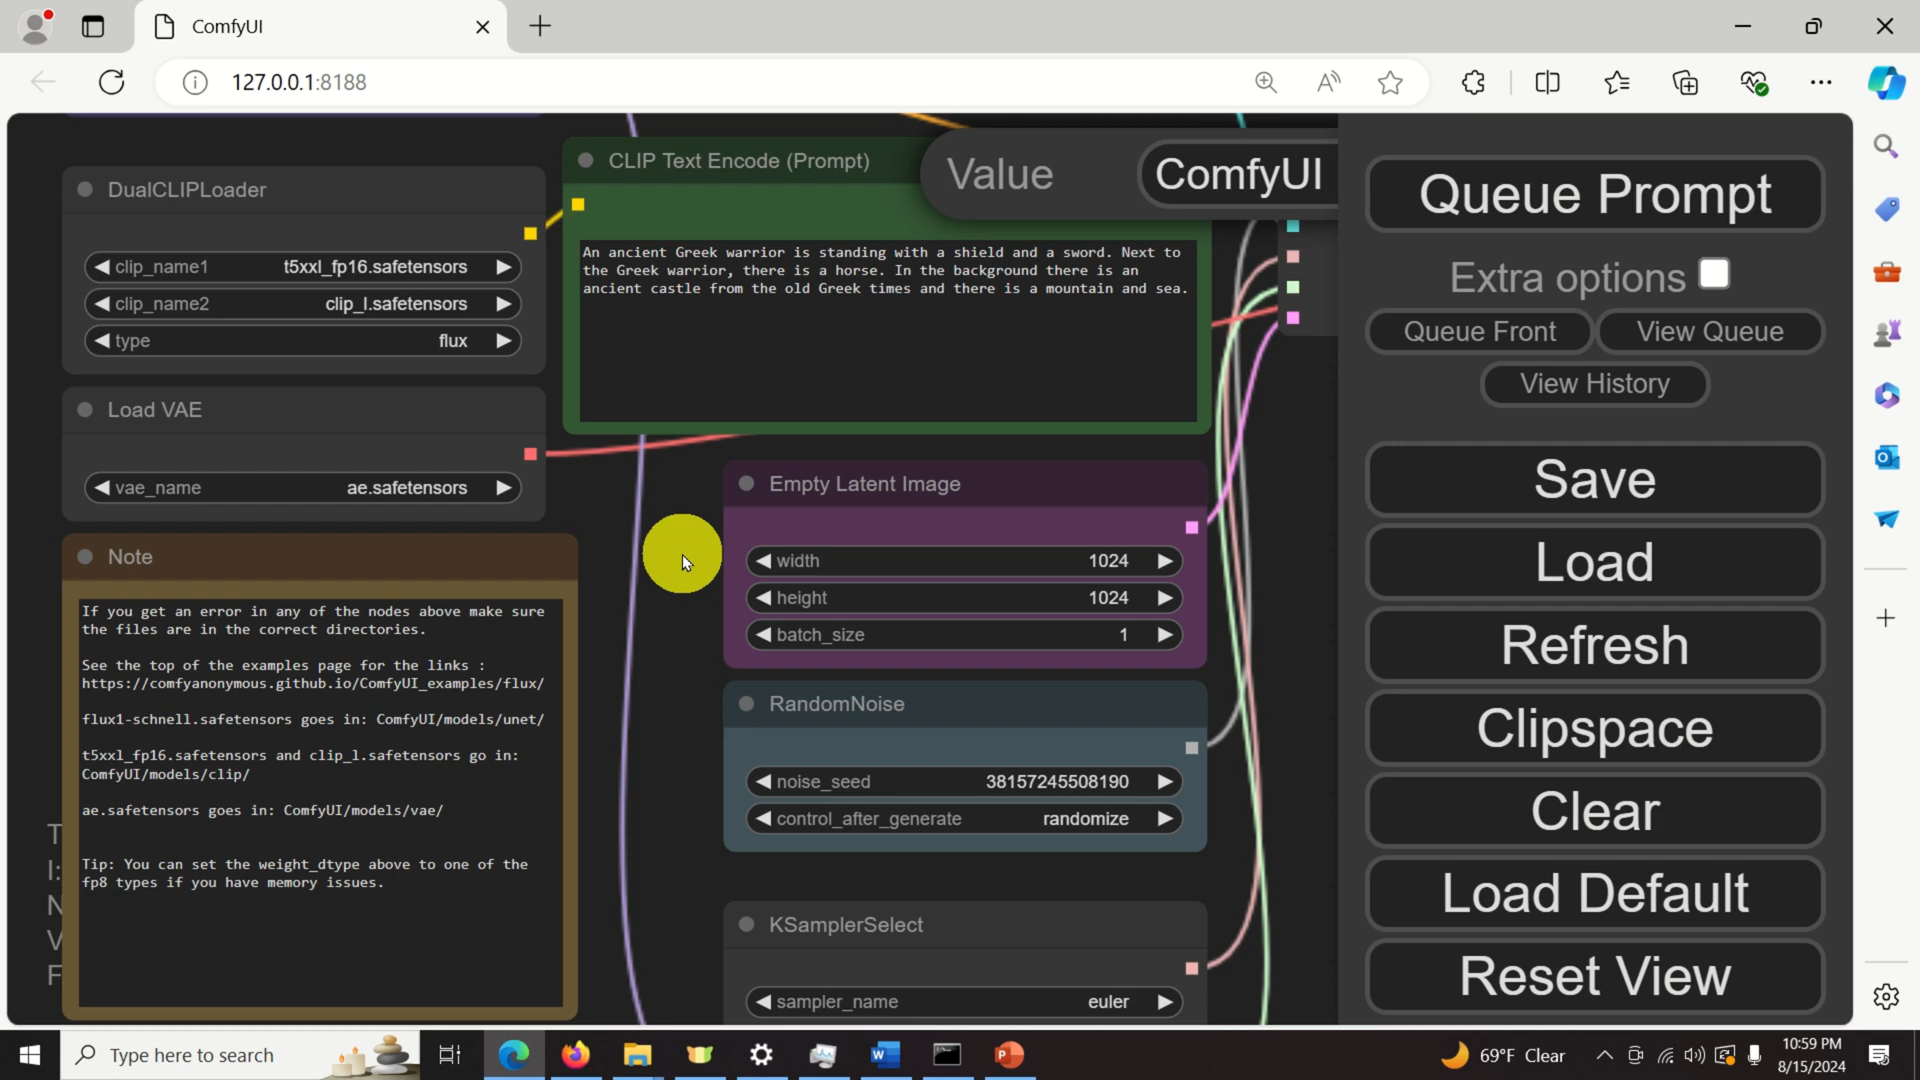 ComfyUI
127.0.0.1:8188
DualCLIPLoader
clip_name1 t5xxl_fp16.safetensors
clip_name2 clip_l.safetensors
type flux
Load VAE
vae_name ae.safetensors
Note
If you get an error in any of the nodes above make sure
the files are in the correct directories.
See the top of the examples page for the links :
https://comfyanonymous.github.io/ComfyUI_examples/flux/
flux1-schnell.safetensors goes in: ComfyUI/models/unet/
t5xxl_fp16.safetensors and clip_l.safetensors go in:
ComfyUI/models/clip/
ae.safetensors goes in: ComfyUI/models/vae/
Tip: You can set the weight_dtype above to one of the
fp8 types if you have memory issues.
T
I:
N
V
F
CLIP Text Encode (Prompt)
An ancient Greek warrior is standing with a shield and a sword. Next to
the Greek warrior, there is a horse. In the background there is an
ancient castle from the old Greek times and there is a mountain and sea.
Value ComfyUI
Empty Latent Image
width 1024
height 1024
batch_size 1
RandomNoise
noise_seed 38157245508190
control_after_generate randomize
KSamplerSelect
sampler_name euler
Queue Prompt
Extra options
Queue Front View Queue
View History
Save
Load
Refresh
Clipspace
Clear
Load Default
Reset View
Type here to search
69°F Clear
10:59 PM
8/15/2024